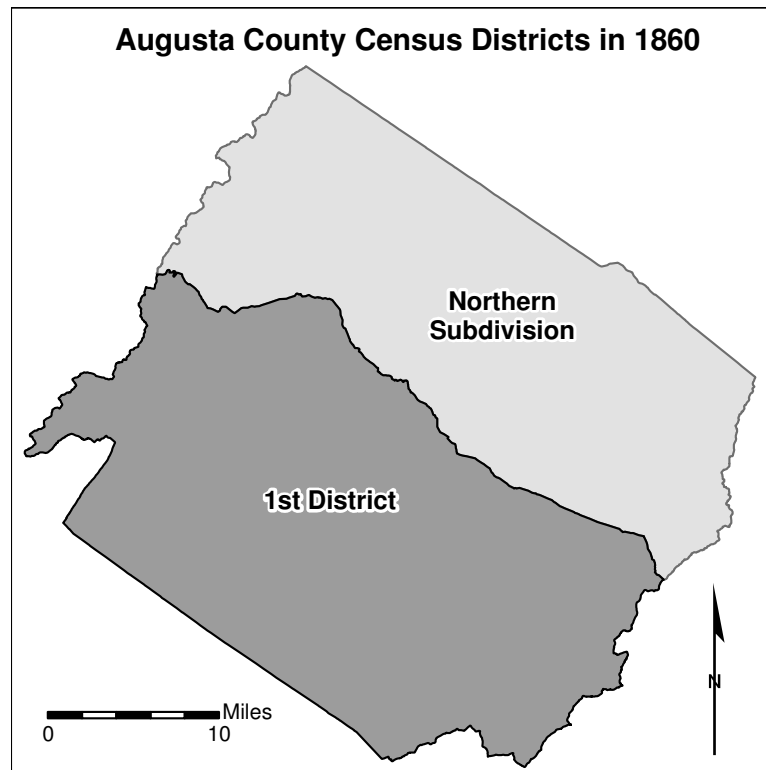 Augusta County Census Districts in 1860
Northern
Subdivision
1st District
N
Miles
0 10